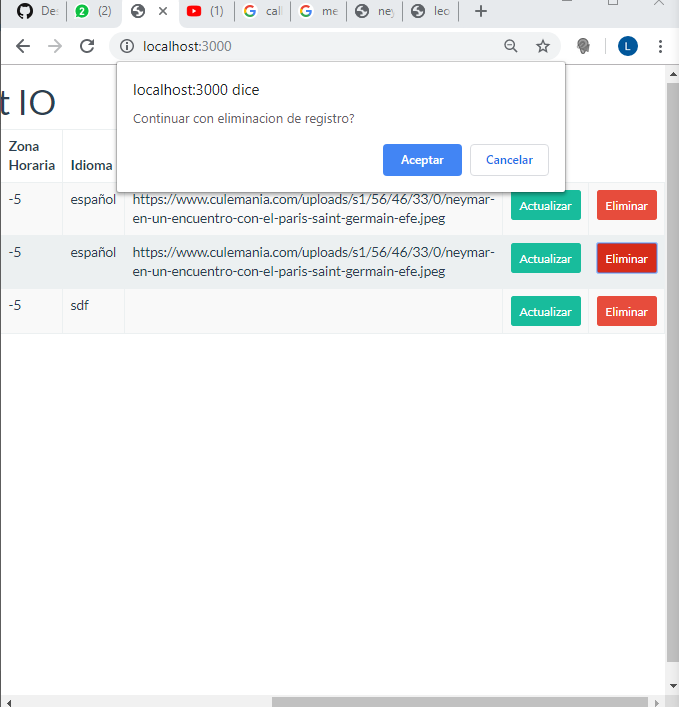 De: (2) (1) cal me ney leo
localhost:3000 L
localhost:3000 dice
Continuar con eliminacion de registro?
Aceptar Cancelar
t IO
Zona
Horaria Idioma
-5 español https://www.culemania.com/uploads/s1/56/46/33/0/neymar- Actualizar Eliminar
en-un-encuentro-con-el-paris-saint-germain-efe.jpeg
-5 español https://www.culemania.com/uploads/s1/56/46/33/0/neymar- Actualizar Eliminar
en-un-encuentro-con-el-paris-saint-germain-efe.jpeg
-5 sdf Actualizar Eliminar